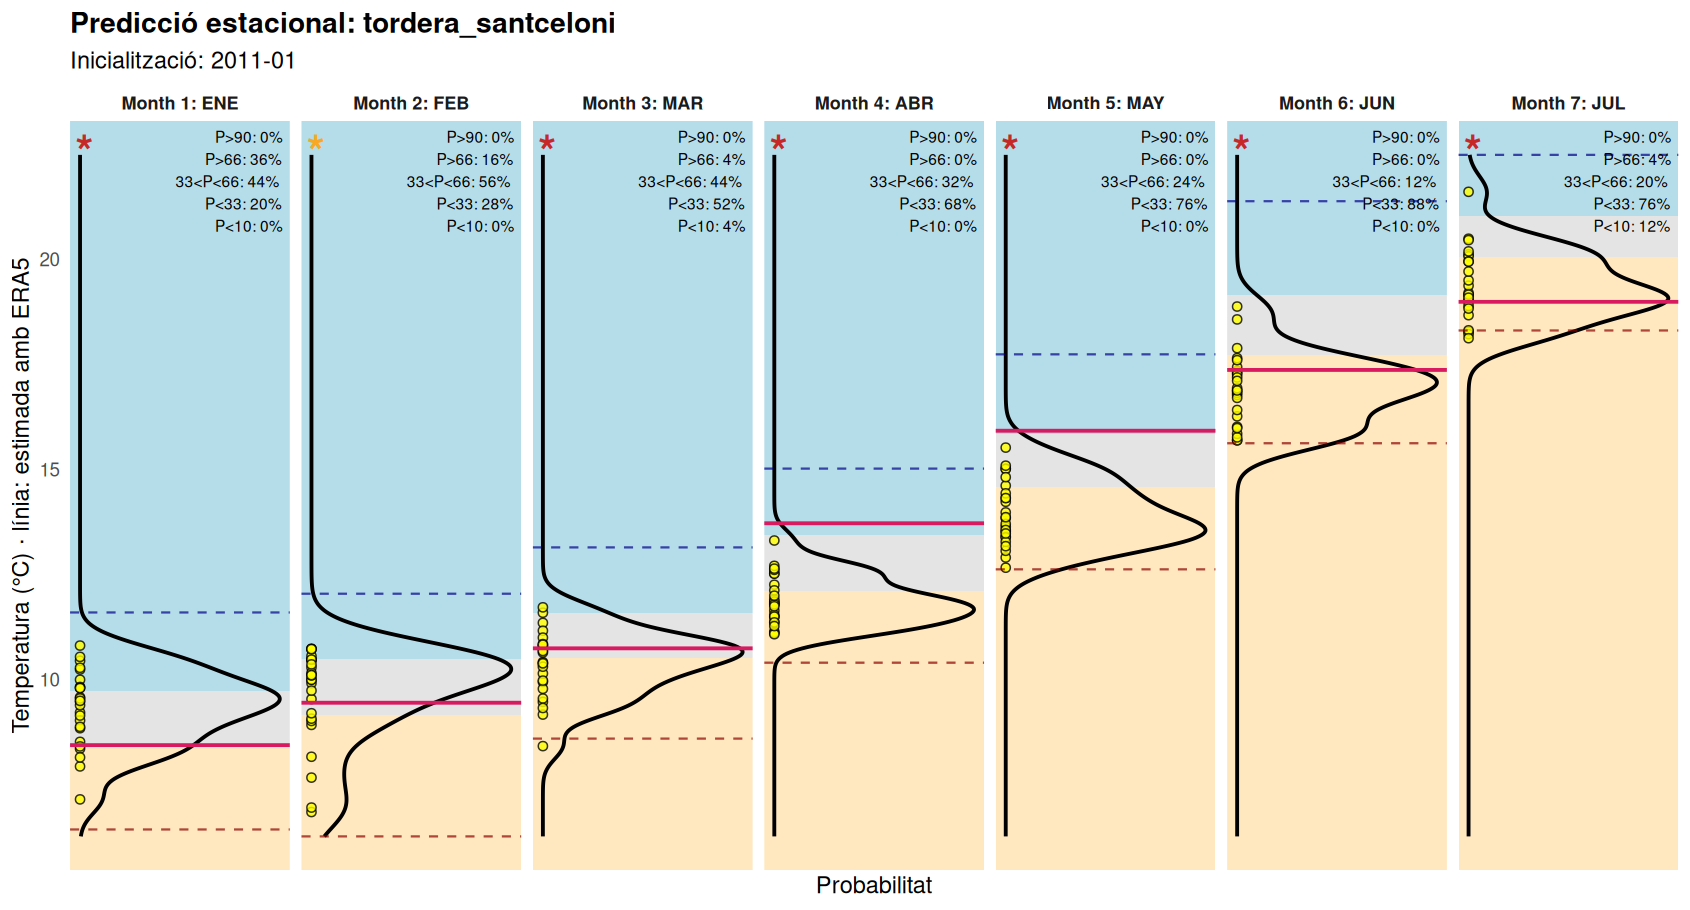 Predicció estacional: tordera_santceloni
Inicialització: 2011-01
Month 1: ENE
Month 2: FEB
Month 3: MAR
Month 4: ABR
Month 5: MAY
Month 6: JUN
Month 7: JUL
*
P>90: 0%
P>66: 36%
33<P<66: 44%
P<33: 20%
P<10: 0%
*
P>90: 0%
P>66: 16%
33<P<66: 56%
P<33: 28%
P<10: 0%
*
P>90: 0%
P>66: 4%
33<P<66: 44%
P<33: 52%
P<10: 4%
*
P>90: 0%
P>66: 0%
33<P<66: 32%
P<33: 68%
P<10: 0%
*
P>90: 0%
P>66: 0%
33<P<66: 24%
P<33: 76%
P<10: 0%
*
P>90: 0%
P>66: 0%
33<P<66: 12%
P<33: 88%
P<10: 0%
*
P>90: 0%
P>66: 4%
33<P<66: 20%
P<33: 76%
P<10: 12%
20
15
10
Temperatura (°C) · línia: estimada amb ERA5
Probabilitat